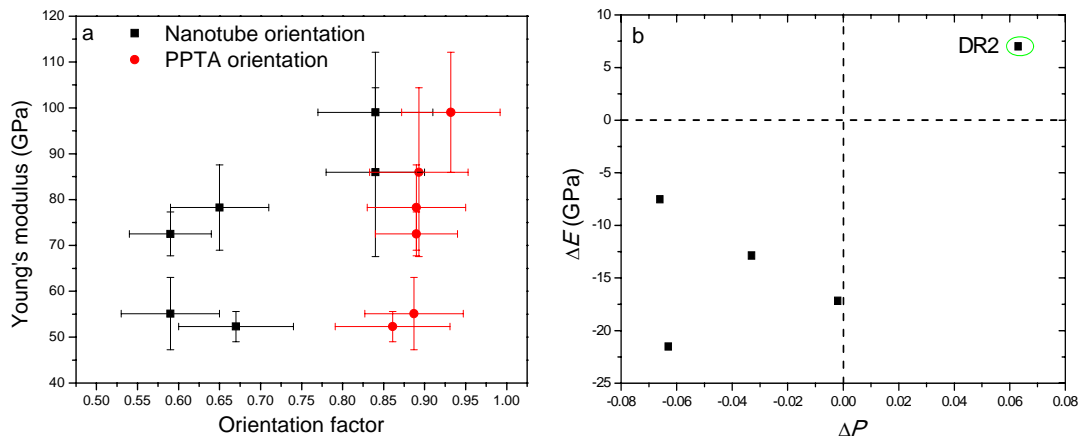 a
Nanotube orientation
PPTA orientation
120
110
100
90
80
70
60
50
40
Young's modulus (GPa)
0.50 0.55 0.60 0.65 0.70 0.75 0.80 0.85 0.90 0.95 1.00
Orientation factor
b
DR2
10
5
0
-5
-10
-15
-20
-25
ΔE (GPa)
-0.08 -0.06 -0.04 -0.02 0.00 0.02 0.04 0.06 0.08
ΔP